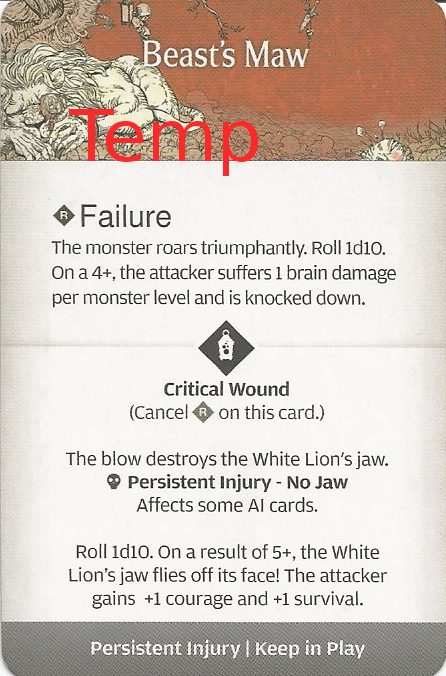 Beast's Maw
Temp
R Failure
The monster roars triumphantly. Roll 1d10.
On a 4+, the attacker suffers 1 brain damage
per monster level and is knocked down.
Critical Wound
(Cancel R on this card.)
The blow destroys the White Lion's jaw.
Persistent Injury - No Jaw
Affects some AI cards.
Roll 1d10. On a result of 5+, the White
Lion's jaw flies off its face! The attacker
gains +1 courage and +1 survival.
Persistent Injury | Keep in Play